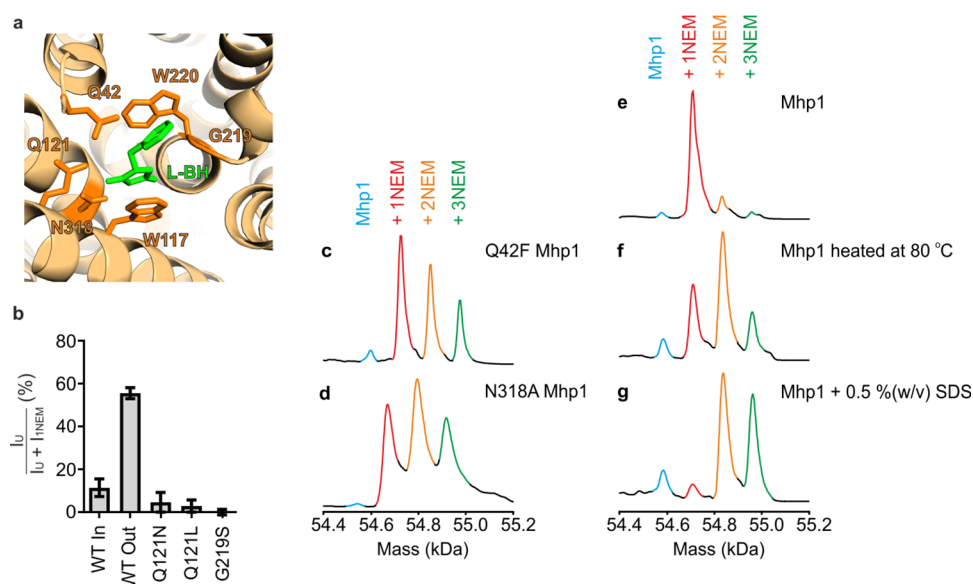 a
Q42
W220
Q121
G219
L-BH
N318
W117
b
I_U
I_U + I_1NEM
(%)
80
60
40
20
0
WT In
WT Out
Q121N
Q121L
G219S
Mhp1
+ 1NEM
+ 2NEM
+ 3NEM
c
Q42F Mhp1
d
N318A Mhp1
54.4 54.6 54.8 55.0 55.2
Mass (kDa)
Mhp1
+ 1NEM
+ 2NEM
+ 3NEM
e
Mhp1
f
Mhp1 heated at 80 °C
g
Mhp1 + 0.5 %(w/v) SDS
54.4 54.6 54.8 55.0 55.2
Mass (kDa)